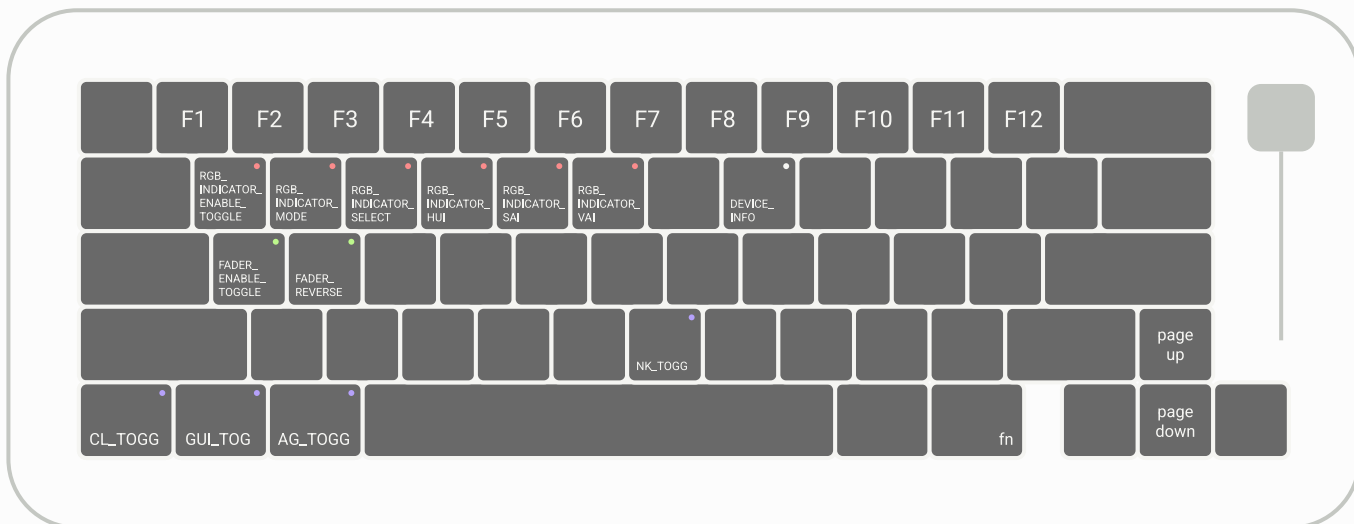 F1
F2
F3
F4
F5
F6
F7
F8
F9
F10
F11
F12
RGB_
INDICATOR_
ENABLE_
TOGGLE
RGB_
INDICATOR_
MODE
RGB_
INDICATOR_
SELECT
RGB_
INDICATOR_
HUI
RGB_
INDICATOR_
SAI
RGB_
INDICATOR_
VAI
DEVICE_
INFO
FADER_
ENABLE_
TOGGLE
FADER_
REVERSE
NK_TOGG
page
up
CL_TOGG
GUI_TOG
AG_TOGG
fn
page
down